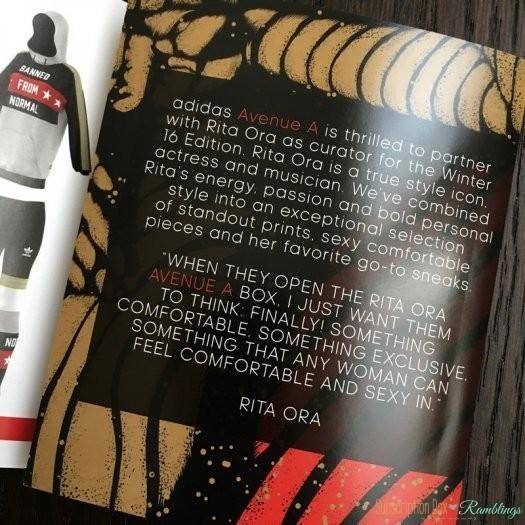 BANNED
FROM
NORMAL
adidas
NO
adidas Avenue A is thrilled to partner
with Rita Ora as curator for the Winter
16 Edition. Rita Ora is a true style icon,
actress and musician. We've combined
Rita's energy, passion and bold personal
style into an exceptional selection
of standout prints, sexy comfortable
pieces and her favorite go-to sneaks.
"WHEN THEY OPEN THE RITA ORA
AVENUE A BOX, I JUST WANT THEM
TO THINK: FINALLY! SOMETHING
COMFORTABLE, SOMETHING EXCLUSIVE,
SOMETHING THAT ANY WOMAN CAN
FEEL COMFORTABLE AND SEXY IN."
RITA ORA
Subscription Box Ramblings